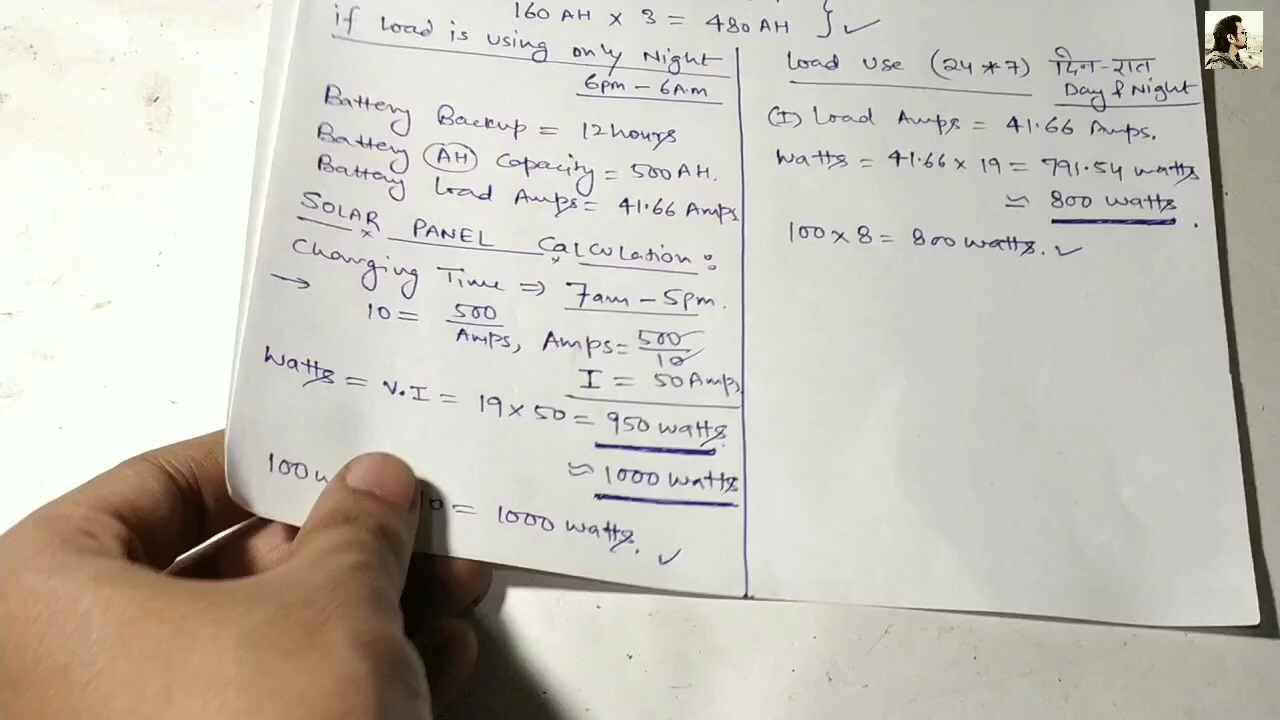 160 AH x 3 = 480 AH } ✓
if Load is using only Night
6pm - 6Am
Battery Backup = 12 hours
Battery AH Capacity = 500 AH.
Battery Load Amps = 41.66 Amps
SOLAR PANEL Calculation:
Charging Time ⇒ 7am - 5pm.
→ 10 = 500/Amps, Amps = 500/10
I = 50 Amps
Watts = V.I = 19 x 50 = 950 watts.
≈ 1000 watts
100 10 = 1000 watts. ✓
Load Use (24*7) दिन-रात
Day & Night
(I) Load Amps = 41.66 Amps.
Watts = 41.66 x 19 = 791.54 watts
≃ 800 watts.
100 x 8 = 800 watts. ✓